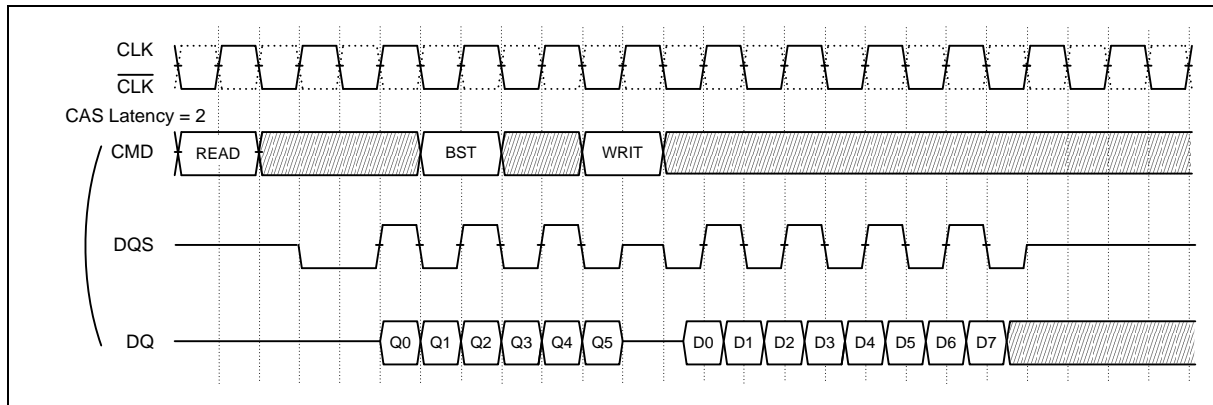 CLK
C̅L̅K̅
CAS Latency = 2
CMD READ BST WRIT
DQS
DQ Q0 Q1 Q2 Q3 Q4 Q5 D0 D1 D2 D3 D4 D5 D6 D7